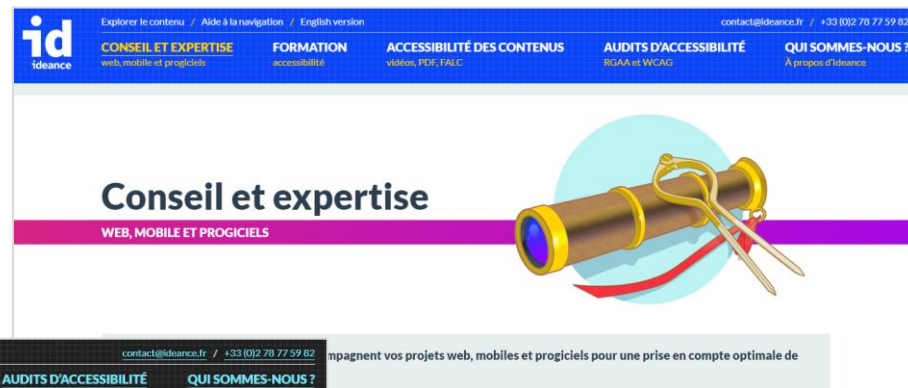 Explorer le contenu / Aide à la navigation / English version
contact@ideance.fr / +33 (0)2 78 77 59 82
id
ideance
CONSEIL ET EXPERTISE
web, mobile et progiciels
FORMATION
accessibilité
ACCESSIBILITÉ DES CONTENUS
vidéos, PDF, FALC
AUDITS D'ACCESSIBILITÉ
RGAA et WCAG
QUI SOMMES-NOUS ?
À propos d'Ideance
Conseil et expertise
WEB, MOBILE ET PROGICIELS
vos projets web, mobiles et progiciels pour une prise en compte optimale de
contact@ideance.fr / +33 (0)2 78 77 59 82
AUDITS D'ACCESSIBILITÉ QUI SOMMES-NOUS ?